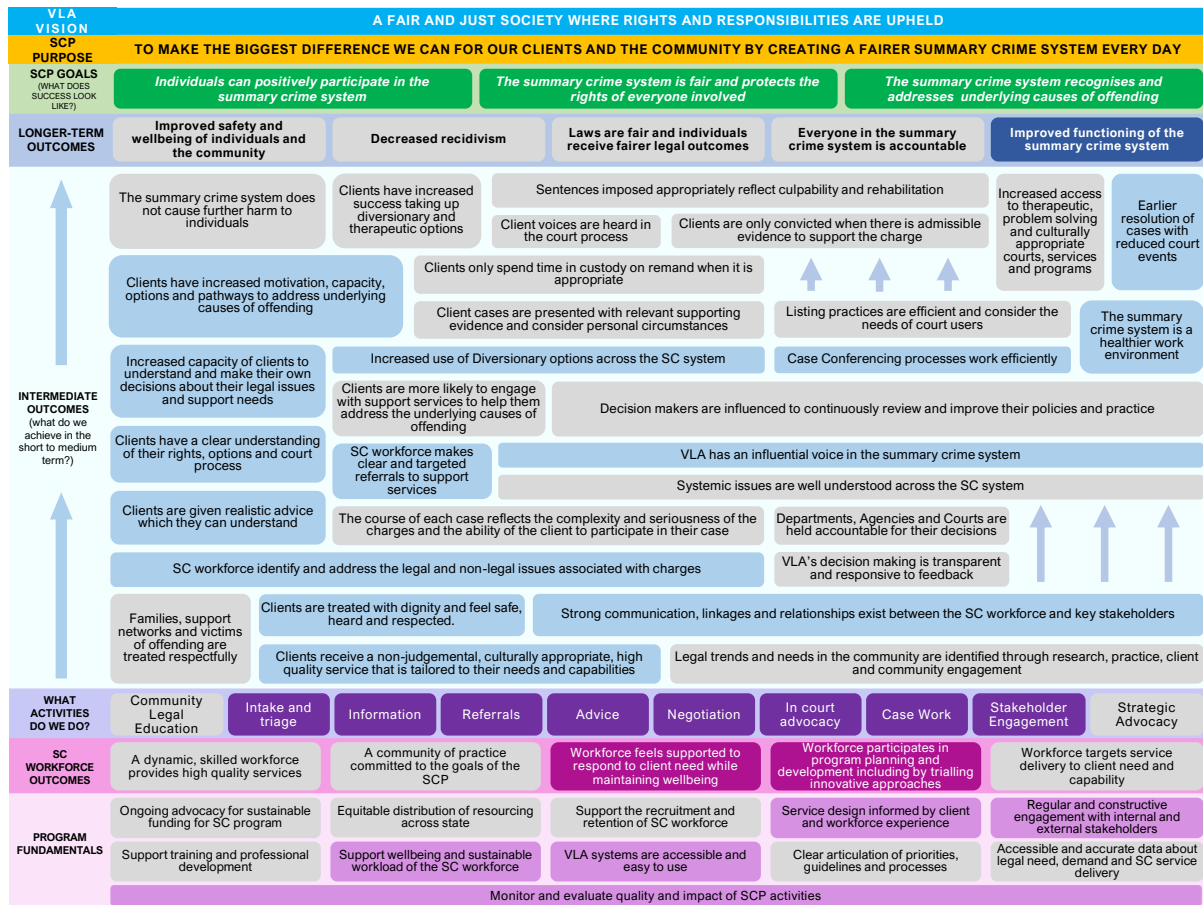 VLA
VISION
A FAIR AND JUST SOCIETY WHERE RIGHTS AND RESPONSIBILITIES ARE UPHELD
SCP
PURPOSE
TO MAKE THE BIGGEST DIFFERENCE WE CAN FOR OUR CLIENTS AND THE COMMUNITY BY CREATING A FAIRER SUMMARY CRIME SYSTEM EVERY DAY
SCP GOALS
(WHAT DOES
SUCCESS LOOK
LIKE?)
Individuals can positively participate in the
summary crime system
The summary crime system is fair and protects the
rights of everyone involved
The summary crime system recognises and
addresses underlying causes of offending
LONGER-TERM
OUTCOMES
Improved safety and
wellbeing of individuals and
the community
Decreased recidivism
Laws are fair and individuals
receive fairer legal outcomes
Everyone in the summary
crime system is accountable
Improved functioning of the
summary crime system
INTERMEDIATE
OUTCOMES
(what do we
achieve in the
short to medium
term?)
The summary crime system does
not cause further harm to
individuals
Clients have increased
success taking up
diversionary and
therapeutic options
Sentences imposed appropriately reflect culpability and rehabilitation
Client voices are heard in
the court process
Clients are only convicted when there is admissible
evidence to support the charge
Increased access
to therapeutic,
problem solving
and culturally
appropriate
courts, services
and programs
Earlier
resolution of
cases with
reduced court
events
Clients have increased motivation, capacity,
options and pathways to address underlying
causes of offending
Clients only spend time in custody on remand when it is
appropriate
Client cases are presented with relevant supporting
evidence and consider personal circumstances
Listing practices are efficient and consider the
needs of court users
The summary
crime system is a
healthier work
environment
Increased capacity of clients to
understand and make their own
decisions about their legal issues
and support needs
Increased use of Diversionary options across the SC system
Case Conferencing processes work efficiently
Clients are more likely to engage
with support services to help them
address the underlying causes of
offending
Decision makers are influenced to continuously review and improve their policies and practice
Clients have a clear understanding
of their rights, options and court
process
SC workforce makes
clear and targeted
referrals to support
services
VLA has an influential voice in the summary crime system
Systemic issues are well understood across the SC system
Clients are given realistic advice
which they can understand
The course of each case reflects the complexity and seriousness of the
charges and the ability of the client to participate in their case
Departments, Agencies and Courts are
held accountable for their decisions
SC workforce identify and address the legal and non-legal issues associated with charges
VLA's decision making is transparent
and responsive to feedback
Families, support
networks and victims
of offending are
treated respectfully
Clients are treated with dignity and feel safe,
heard and respected.
Strong communication, linkages and relationships exist between the SC workforce and key stakeholders
Clients receive a non-judgemental, culturally appropriate, high
quality service that is tailored to their needs and capabilities
Legal trends and needs in the community are identified through research, practice, client
and community engagement
WHAT
ACTIVITIES
DO WE DO?
Community
Legal
Education
Intake and
triage
Information
Referrals
Advice
Negotiation
In court
advocacy
Case Work
Stakeholder
Engagement
Strategic
Advocacy
SC
WORKFORCE
OUTCOMES
A dynamic, skilled workforce
provides high quality services
A community of practice
committed to the goals of the
SCP
Workforce feels supported to
respond to client need while
maintaining wellbeing
Workforce participates in
program planning and
development including by trialling
innovative approaches
Workforce targets service
delivery to client need and
capability
PROGRAM
FUNDAMENTALS
Ongoing advocacy for sustainable
funding for SC program
Equitable distribution of resourcing
across state
Support the recruitment and
retention of SC workforce
Service design informed by client
and workforce experience
Regular and constructive
engagement with internal and
external stakeholders
Support training and professional
development
Support wellbeing and sustainable
workload of the SC workforce
VLA systems are accessible and
easy to use
Clear articulation of priorities,
guidelines and processes
Accessible and accurate data about
legal need, demand and SC service
delivery
Monitor and evaluate quality and impact of SCP activities